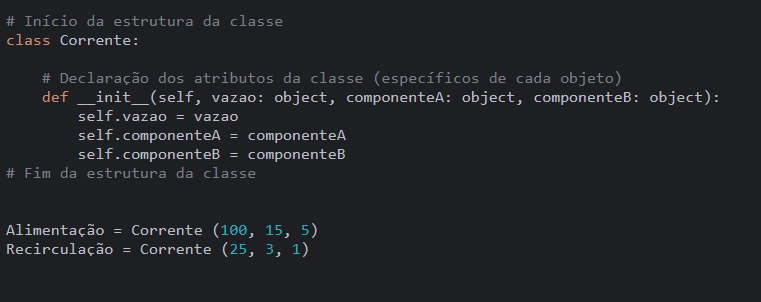 # Início da estrutura da classe
class Corrente:
    # Declaração dos atributos da classe (específicos de cada objeto)
    def __init__(self, vazao: object, componenteA: object, componenteB: object):
        self.vazao = vazao
        self.componenteA = componenteA
        self.componenteB = componenteB
# Fim da estrutura da classe
Alimentação = Corrente (100, 15, 5)
Recirculação = Corrente (25, 3, 1)